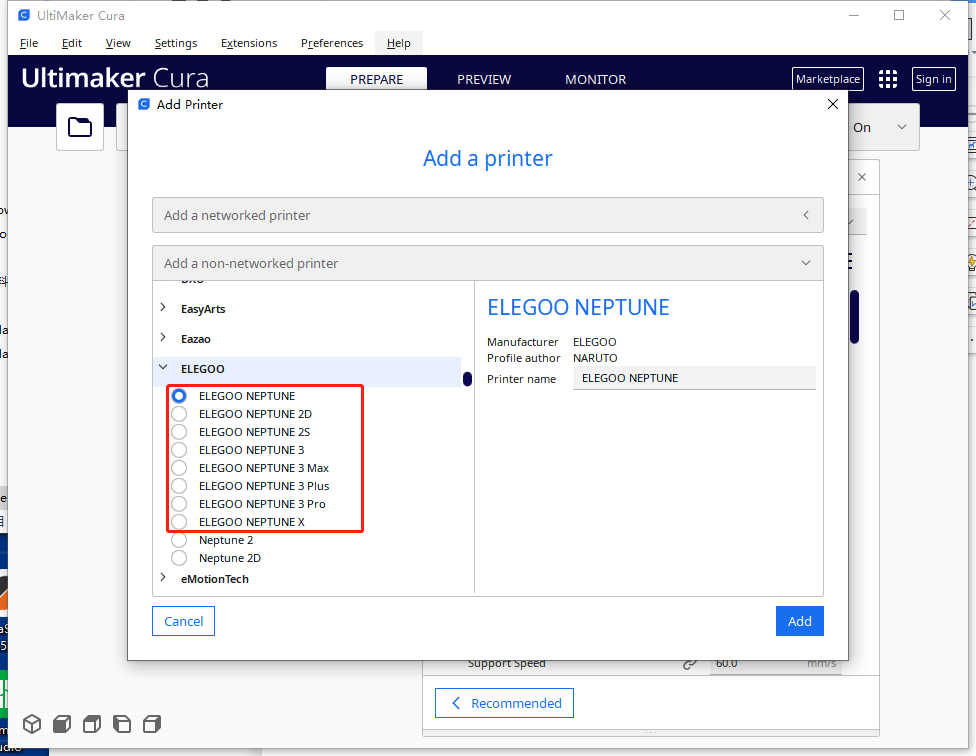 UltiMaker Cura
File Edit View Settings Extensions Preferences Help
Ultimaker Cura PREPARE PREVIEW MONITOR Marketplace Sign in
Add Printer
On
Add a printer
Add a networked printer
Add a non-networked printer
EasyArts
Eazao
ELEGOO
ELEGOO NEPTUNE
ELEGOO NEPTUNE 2D
ELEGOO NEPTUNE 2S
ELEGOO NEPTUNE 3
ELEGOO NEPTUNE 3 Max
ELEGOO NEPTUNE 3 Plus
ELEGOO NEPTUNE 3 Pro
ELEGOO NEPTUNE X
Neptune 2
Neptune 2D
eMotionTech
ELEGOO NEPTUNE
Manufacturer ELEGOO
Profile author NARUTO
Printer name ELEGOO NEPTUNE
Cancel Add
Support Speed 60.0 mm/s
Recommended